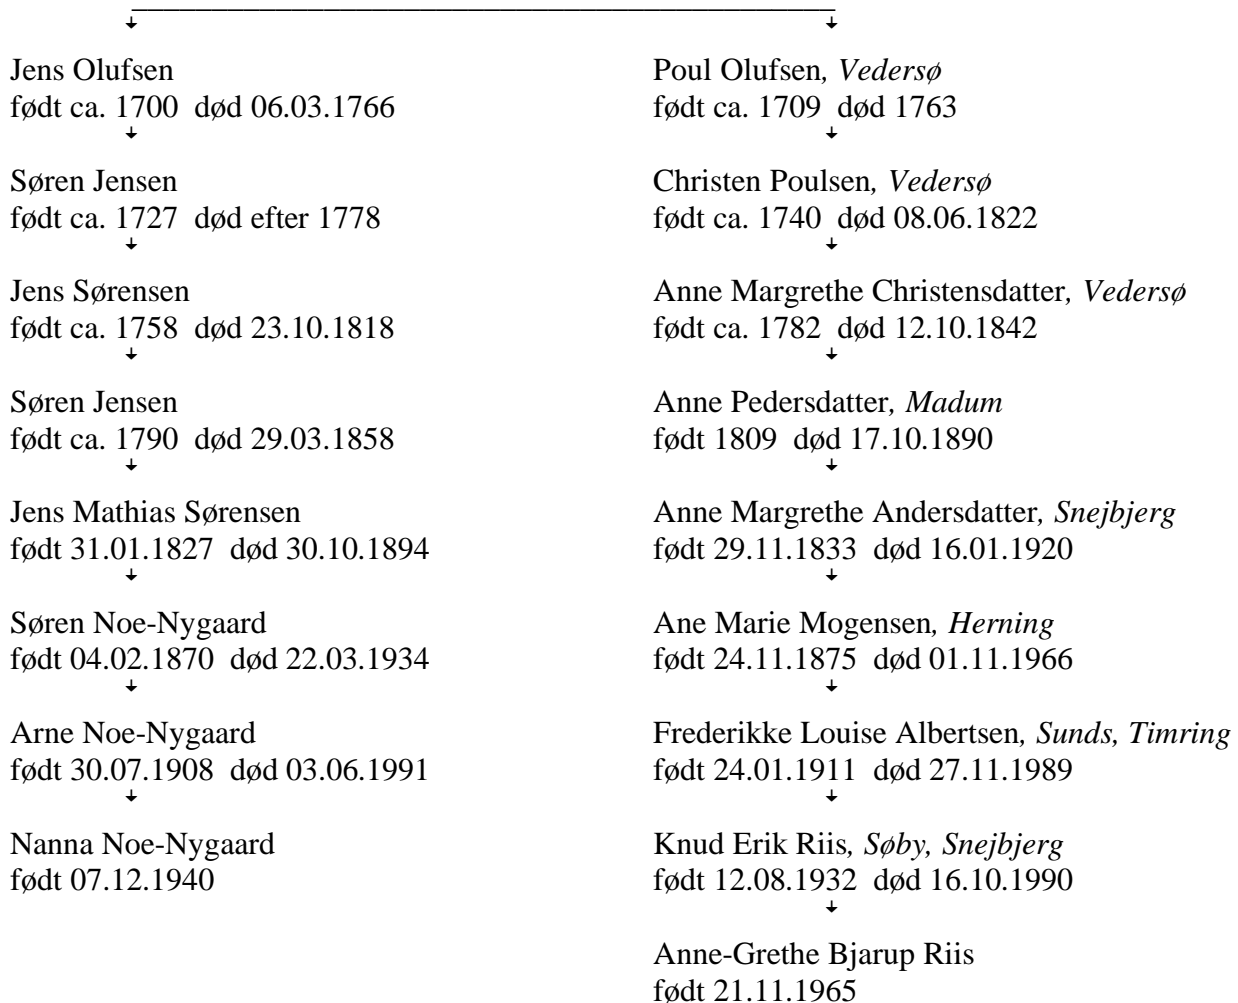 Jens Olufsen
født ca. 1700 død 06.03.1766
Søren Jensen
født ca. 1727 død efter 1778
Jens Sørensen
født ca. 1758 død 23.10.1818
Søren Jensen
født ca. 1790 død 29.03.1858
Jens Mathias Sørensen
født 31.01.1827 død 30.10.1894
Søren Noe-Nygaard
født 04.02.1870 død 22.03.1934
Arne Noe-Nygaard
født 30.07.1908 død 03.06.1991
Nanna Noe-Nygaard
født 07.12.1940
Poul Olufsen, Vedersø
født ca. 1709 død 1763
Christen Poulsen, Vedersø
født ca. 1740 død 08.06.1822
Anne Margrethe Christensdatter, Vedersø
født ca. 1782 død 12.10.1842
Anne Pedersdatter, Madum
født 1809 død 17.10.1890
Anne Margrethe Andersdatter, Snejbjerg
født 29.11.1833 død 16.01.1920
Ane Marie Mogensen, Herning
født 24.11.1875 død 01.11.1966
Frederikke Louise Albertsen, Sunds, Timring
født 24.01.1911 død 27.11.1989
Knud Erik Riis, Søby, Snejbjerg
født 12.08.1932 død 16.10.1990
Anne-Grethe Bjarup Riis
født 21.11.1965